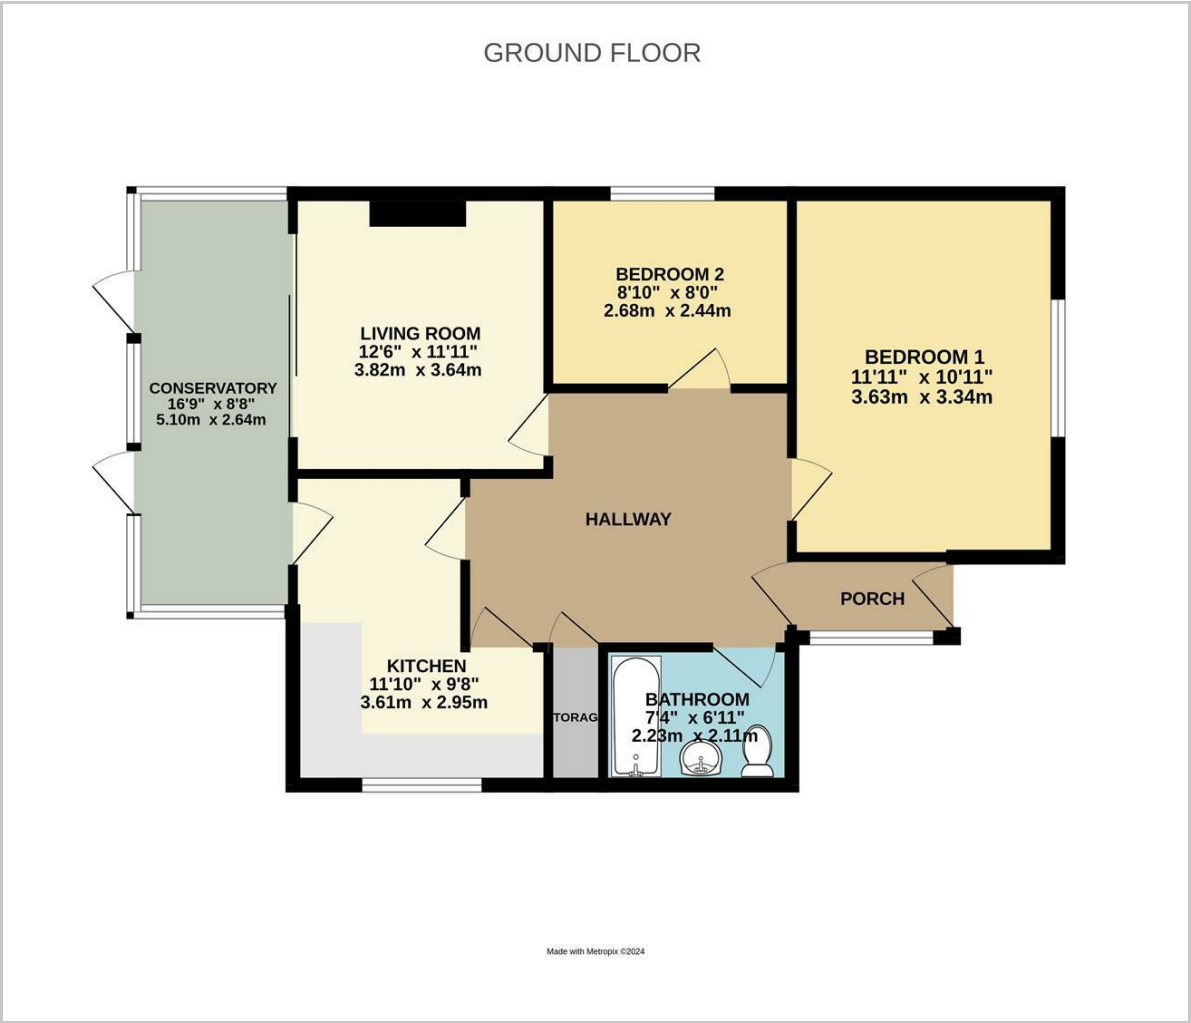 GROUND FLOOR
BEDROOM 2
8'10" x 8'0"
2.68m x 2.44m
LIVING ROOM
12'6" x 11'11"
3.82m x 3.64m
BEDROOM 1
11'11" x 10'11"
3.63m x 3.34m
CONSERVATORY
16'9" x 8'8"
5.10m x 2.64m
HALLWAY
PORCH
KITCHEN
11'10" x 9'8"
3.61m x 2.95m
TORAG
BATHROOM
7'4" x 6'11"
2.23m x 2.11m
Made with Metropix ©2024